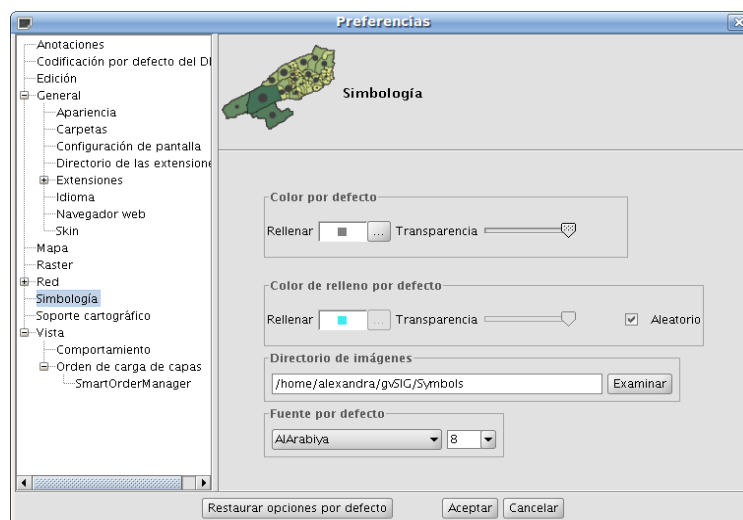 Preferencias
Anotaciones
Codificación por defecto del DI
Edición
General
Apariencia
Carpetas
Configuración de pantalla
Directorio de las extensione
Extensiones
Idioma
Navegador web
Skin
Mapa
Raster
Red
Simbología
Soporte cartográfico
Vista
Comportamiento
Orden de carga de capas
SmartOrderManager
Simbología
Color por defecto
Rellenar ... Transparencia
Color de relleno por defecto
Rellenar ... Transparencia Aleatorio
Directorio de imágenes
/home/alexandra/gvSIG/Symbols Examinar
Fuente por defecto
AlArabiya 8
Restaurar opciones por defecto Aceptar Cancelar